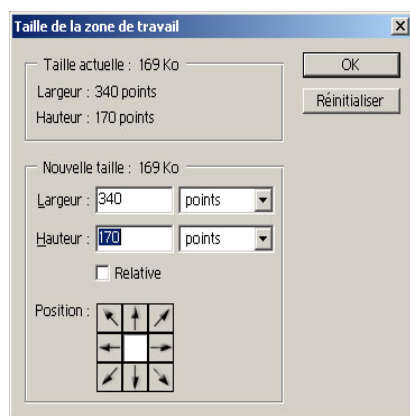 Taille de la zone de travail
Taille actuelle : 169 Ko
Largeur : 340 points
Hauteur : 170 points
OK
Réinitialiser
Nouvelle taille : 169 Ko
Largeur : 340 points
Hauteur : 170 points
Relative
Position :